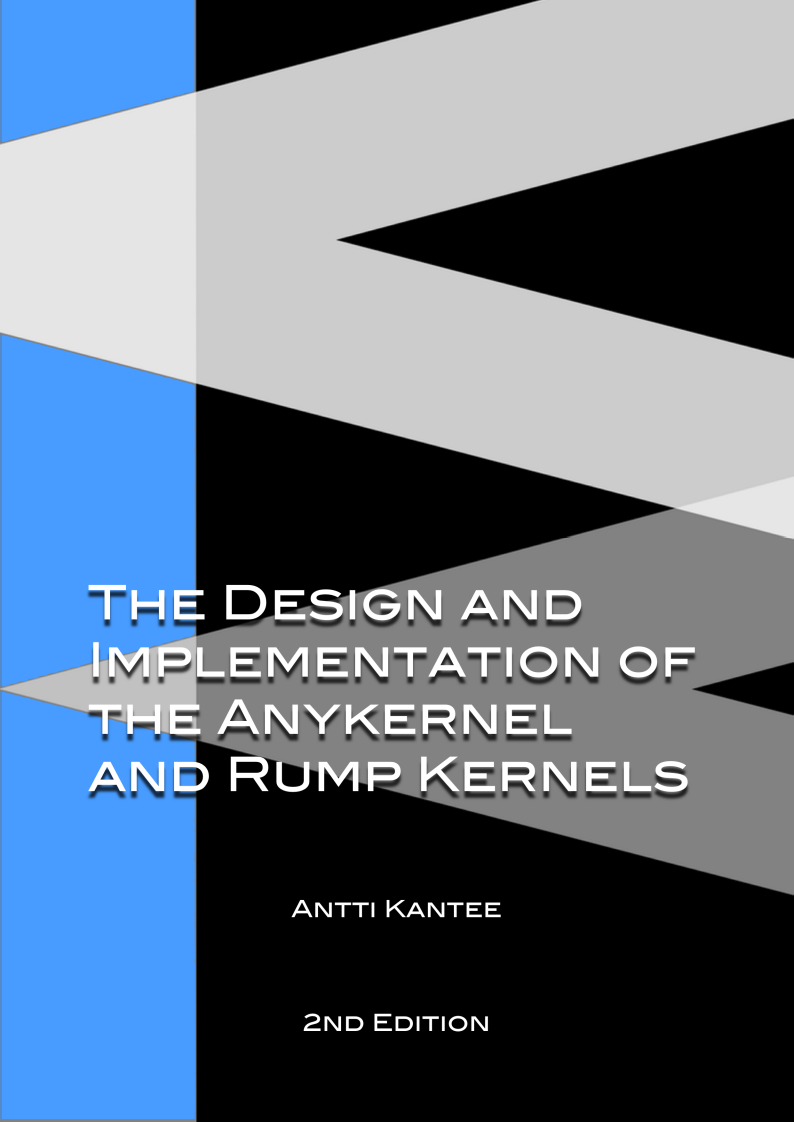 The Design and
Implementation of
the Anykernel
and Rump Kernels
Antti Kantee
2nd Edition